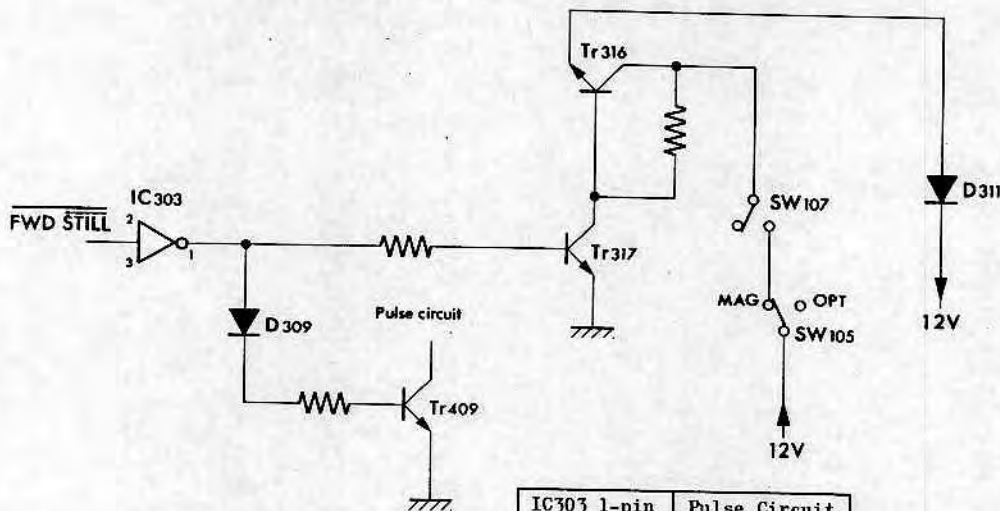 Tr316
IC303
FWD STILL
2
3
1
Tr317
SW107
D311
MAG
OPT
SW105
12V
D309
Pulse circuit
Tr409
12V
IC303 1-pin
Pulse Circuit